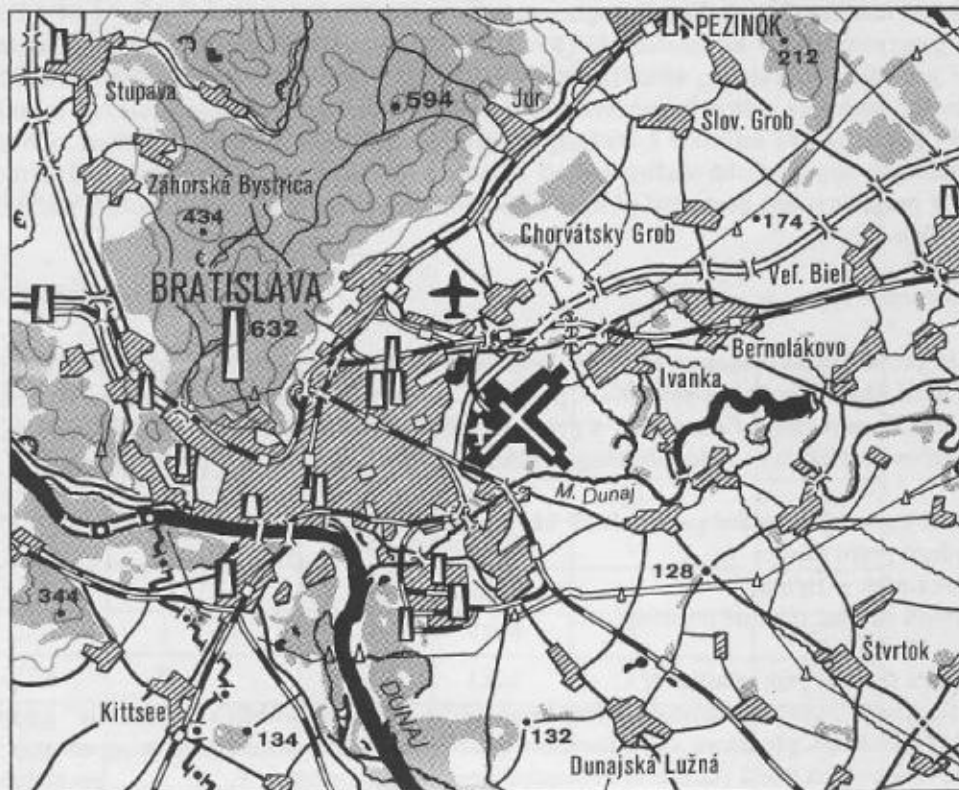 PEZINOK
212
Stupava
594
Jur
Slov. Grob
Záhorská Bystrica
434
174
Chorvátsky Grob
Veľ. Biel
BRATISLAVA
632
Bernolákovo
Ivanka
M. Dunaj
128
344
Štvrtok
Kittsee
DUNAJ
134
132
Dunajská Lužná